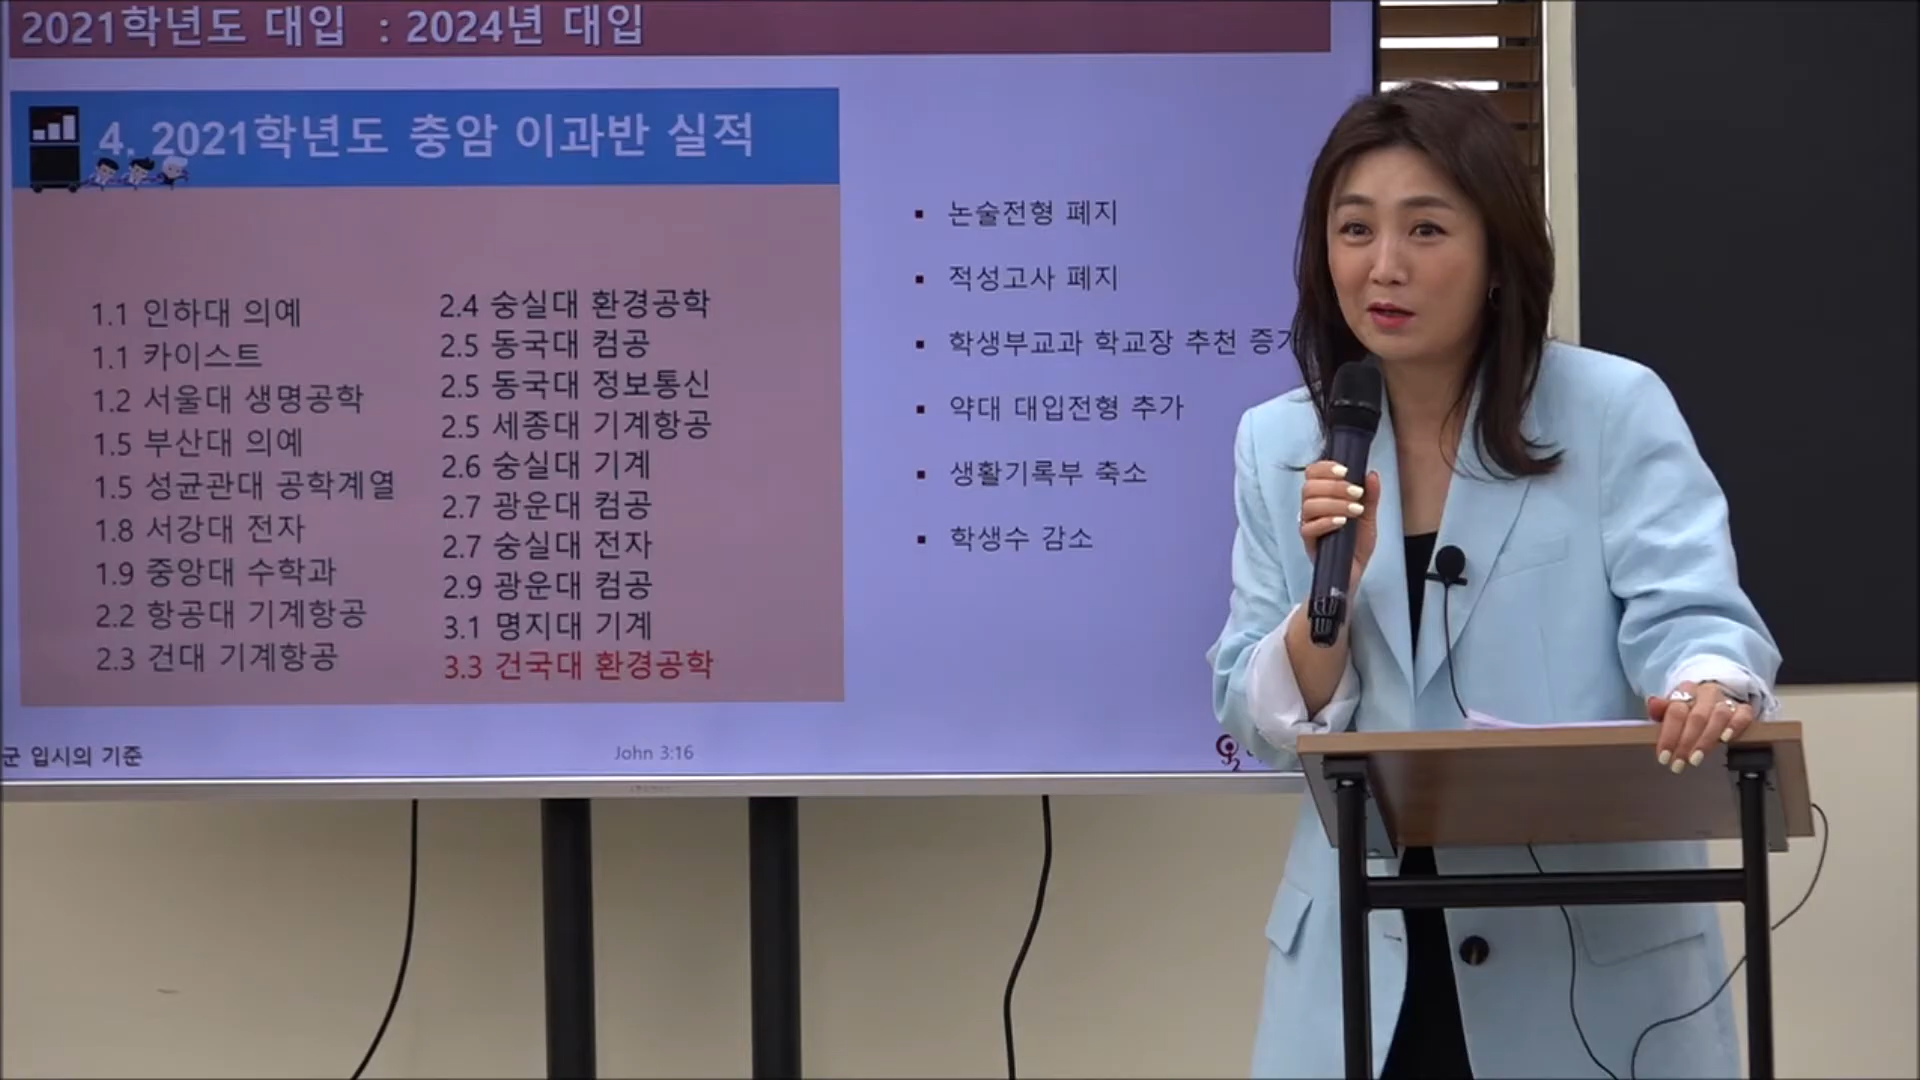 2021학년도 대입 : 2024년 대입
4. 2021학년도 충암 이과반 실적
1.1 인하대 의예
1.1 카이스트
1.2 서울대 생명공학
1.5 부산대 의예
1.5 성균관대 공학계열
1.8 서강대 전자
1.9 중앙대 수학과
2.2 항공대 기계항공
2.3 건대 기계항공
2.4 숭실대 환경공학
2.5 동국대 컴공
2.5 동국대 정보통신
2.5 세종대 기계항공
2.6 숭실대 기계
2.7 광운대 컴공
2.7 숭실대 전자
2.9 광운대 컴공
3.1 명지대 기계
3.3 건국대 환경공학
논술전형 폐지
적성고사 폐지
학생부교과 학교장 추천 증가
약대 대입전형 추가
생활기록부 축소
학생수 감소
군 입시의 기준
John 3:16